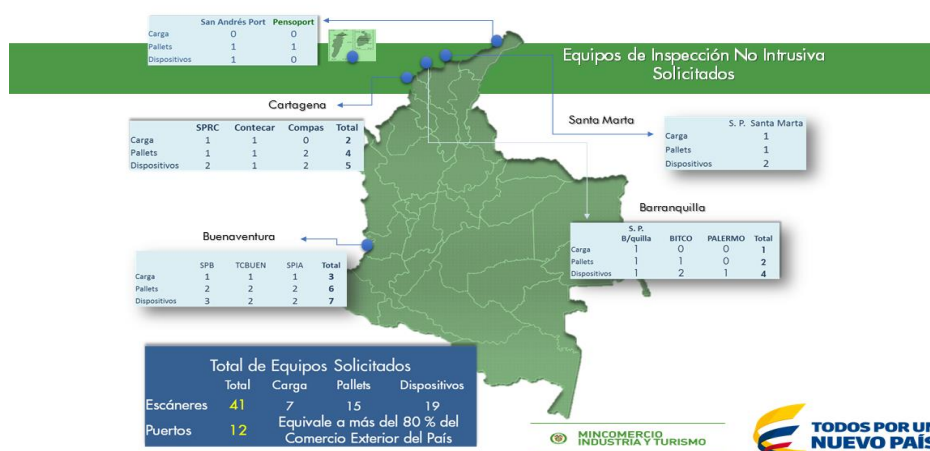 San Andrés Port Pensoport
Carga 0 0
Pallets 1 1
Dispositivos 1 0
Equipos de Inspección No Intrusiva
Solicitados
Cartagena
SPRC Contecar Compas Total
Carga 1 1 0 2
Pallets 1 1 2 4
Dispositivos 2 1 2 5
Santa Marta
S. P. Santa Marta
Carga 1
Pallets 1
Dispositivos 2
Barranquilla
S. P.
B/quilla BITCO PALERMO Total
Carga 1 0 0 1
Pallets 1 1 0 2
Dispositivos 1 2 1 4
Buenaventura
SPB TCBUEN SPIA Total
Carga 1 1 1 3
Pallets 2 2 2 6
Dispositivos 3 2 2 7
Total de Equipos Solicitados
Total Carga Pallets Dispositivos
Escáneres 41 7 15 19
Puertos 12 Equivale a más del 80 % del
Comercio Exterior del País
MINCOMERCIO
INDUSTRIA Y TURISMO
TODOS POR UN
NUEVO PAÍS